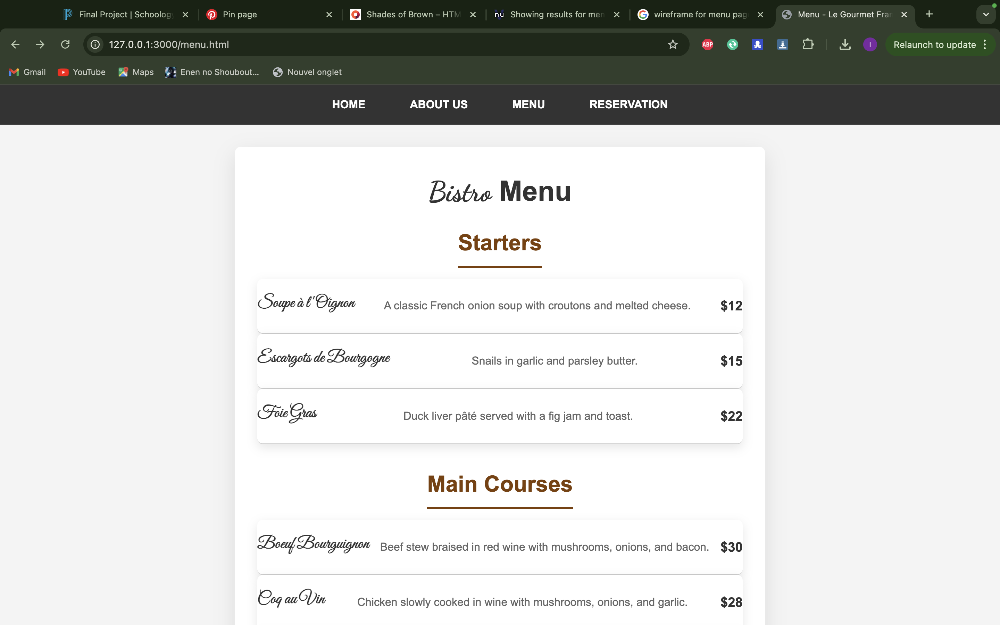 Final Project | Schoology
Pin page
Shades of Brown – HTM
Showing results for men
wireframe for menu pag
Menu - Le Gourmet Fran
127.0.0.1:3000/menu.html
ABP
I
Relaunch to update
Gmail
YouTube
Maps
Enen no Shoubout...
Nouvel onglet
HOME
ABOUT US
MENU
RESERVATION
Bistro Menu
Starters
Soupe à l'Oignon A classic French onion soup with croutons and melted cheese. $12
Escargots de Bourgogne Snails in garlic and parsley butter. $15
Foie Gras Duck liver pâté served with a fig jam and toast. $22
Main Courses
Boeuf Bourguignon Beef stew braised in red wine with mushrooms, onions, and bacon. $30
Coq au Vin Chicken slowly cooked in wine with mushrooms, onions, and garlic. $28